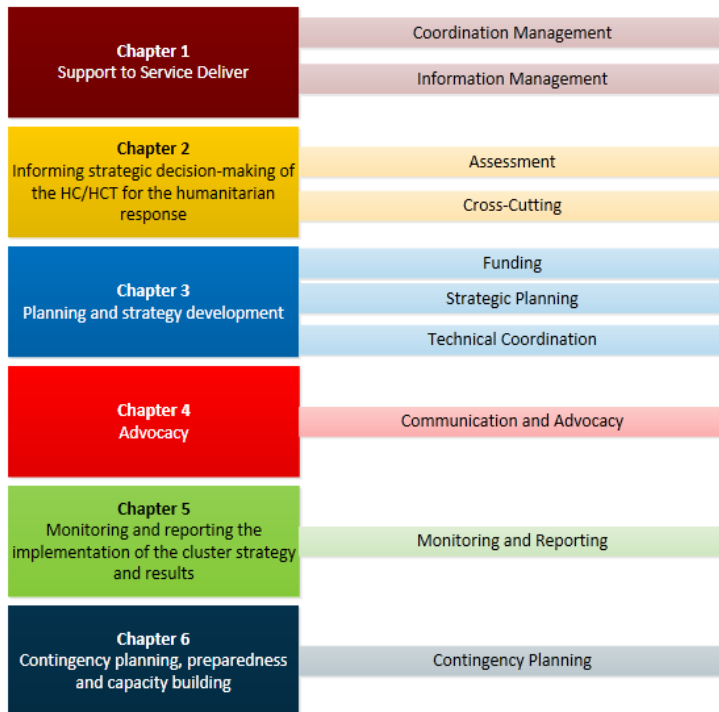 Chapter 1
Support to Service Deliver
Coordination Management
Information Management
Chapter 2
Informing strategic decision-making of
the HC/HCT for the humanitarian
response
Assessment
Cross-Cutting
Chapter 3
Planning and strategy development
Funding
Strategic Planning
Technical Coordination
Chapter 4
Advocacy
Communication and Advocacy
Chapter 5
Monitoring and reporting the
implementation of the cluster strategy
and results
Monitoring and Reporting
Chapter 6
Contingency planning, preparedness
and capacity building
Contingency Planning